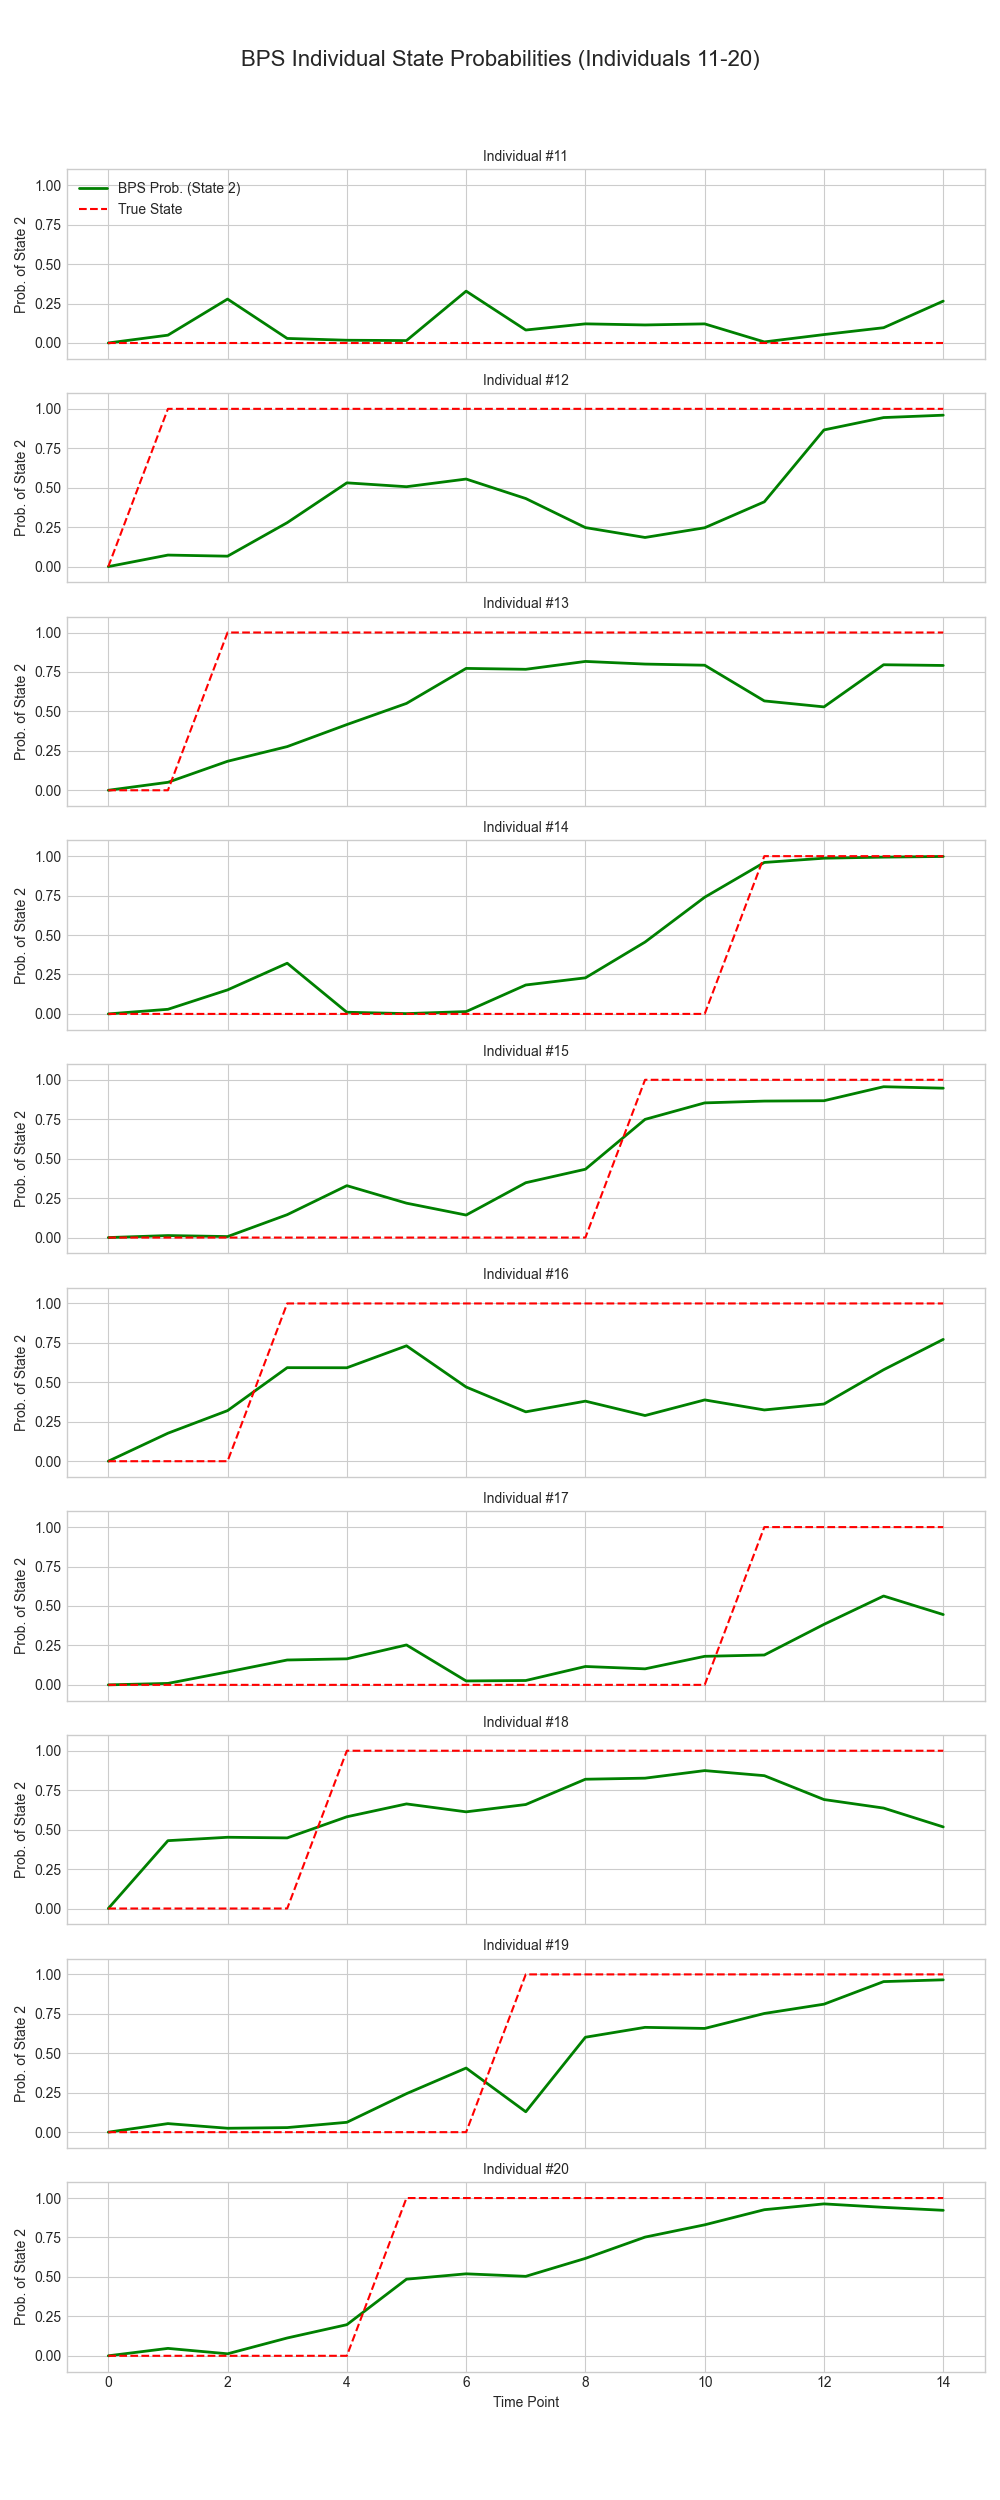 BPS Individual State Probabilities (Individuals 11-20)
Individual #11
Prob. of State 2
1.00
0.75
0.50
0.25
0.00
BPS Prob. (State 2)
True State
Individual #12
Prob. of State 2
1.00
0.75
0.50
0.25
0.00
Individual #13
Prob. of State 2
1.00
0.75
0.50
0.25
0.00
Individual #14
Prob. of State 2
1.00
0.75
0.50
0.25
0.00
Individual #15
Prob. of State 2
1.00
0.75
0.50
0.25
0.00
Individual #16
Prob. of State 2
1.00
0.75
0.50
0.25
0.00
Individual #17
Prob. of State 2
1.00
0.75
0.50
0.25
0.00
Individual #18
Prob. of State 2
1.00
0.75
0.50
0.25
0.00
Individual #19
Prob. of State 2
1.00
0.75
0.50
0.25
0.00
Individual #20
Prob. of State 2
1.00
0.75
0.50
0.25
0.00
0 2 4 6 8 10 12 14
Time Point